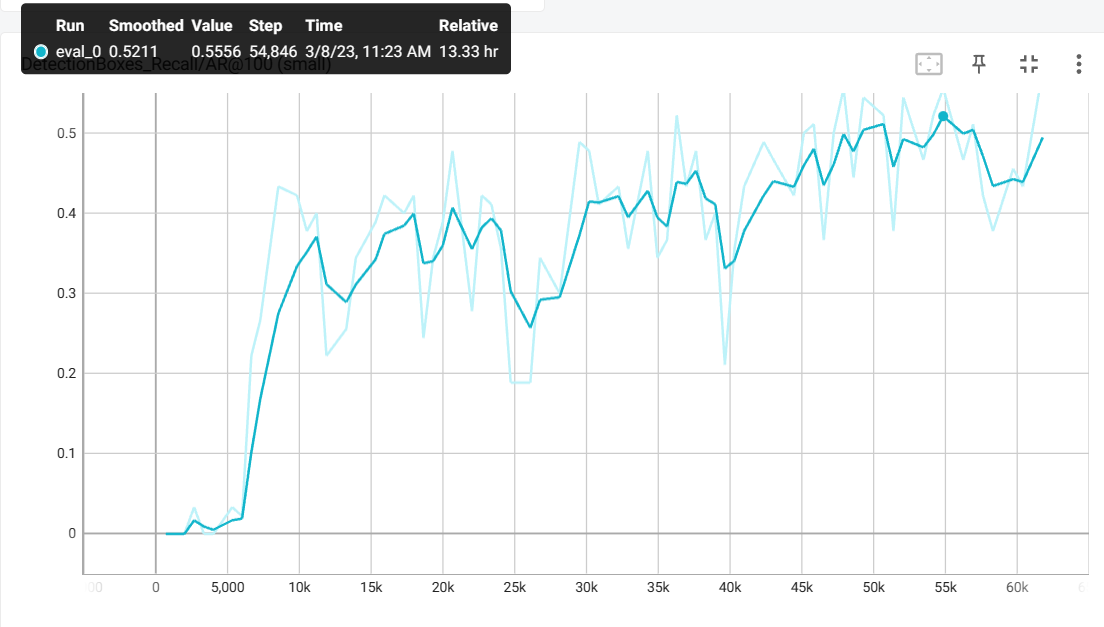 Run Smoothed Value Step Time Relative
eval_0 0.5211 0.5556 54,846 3/8/23, 11:23 AM 13.33 hr
DetectionBoxes_Recall/AR@100 (small)
0.5
0.4
0.3
0.2
0.1
0
0 5,000 10k 15k 20k 25k 30k 35k 40k 45k 50k 55k 60k